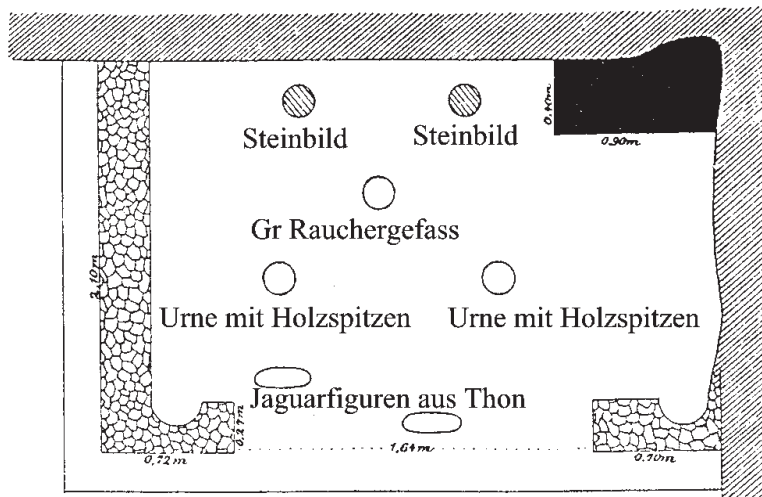 Steinbild
Steinbild
0.40m
0.90m
Gr Rauchergefass
2.10m
Urne mit Holzspitzen
Urne mit Holzspitzen
Jaguarfiguren aus Thon
0.27m
0.72m
1.64m
0.70m